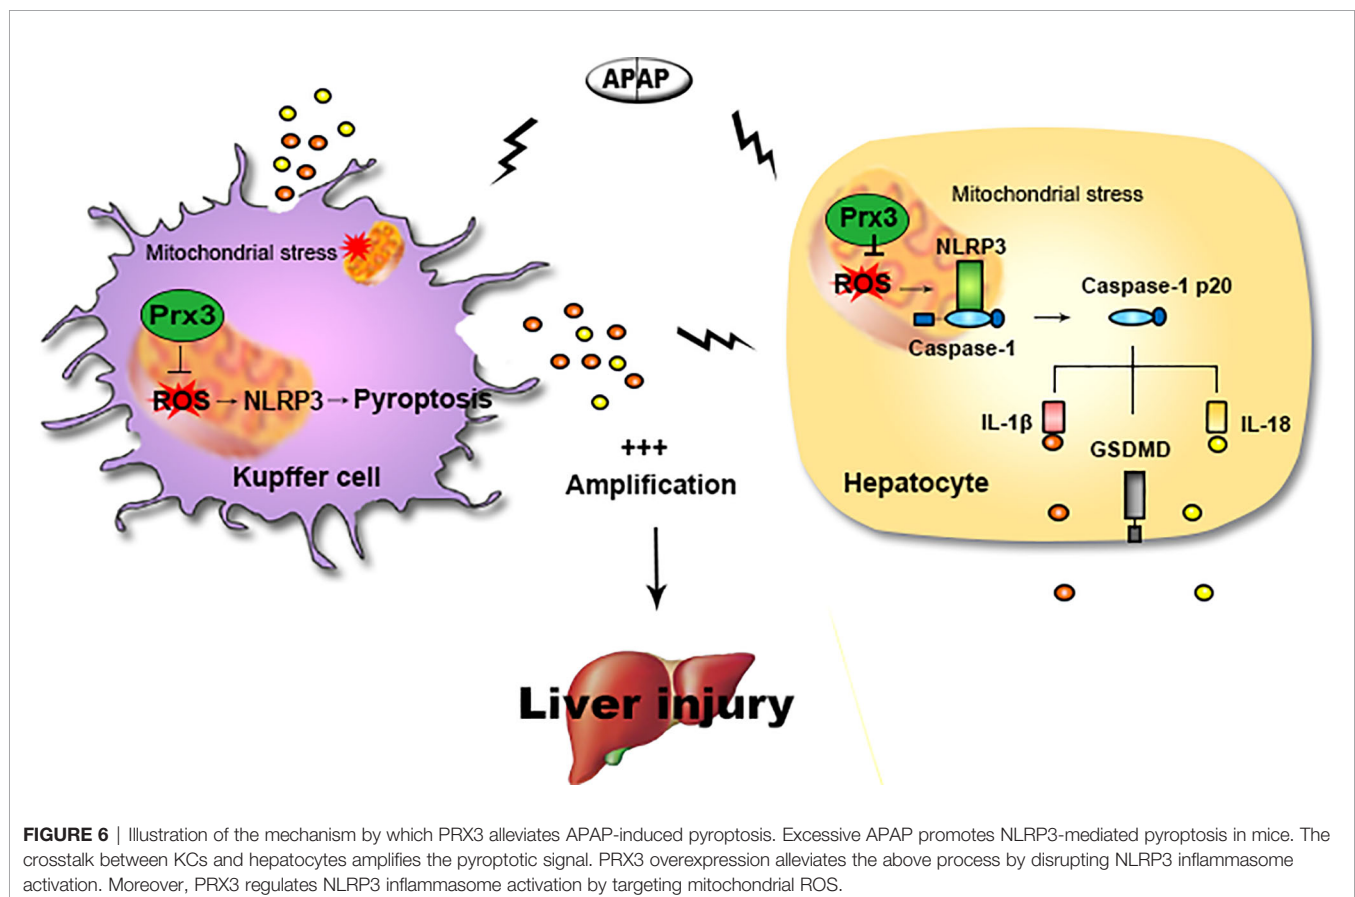 APAP
Mitochondrial stress
Prx3
ROS → NLRP3 → Pyroptosis
Kupffer cell
+++
Amplification
Liver injury
Mitochondrial stress
Prx3
NLRP3
ROS
Caspase-1
Caspase-1 p20
IL-1β
IL-18
GSDMD
Hepatocyte
FIGURE 6 | Illustration of the mechanism by which PRX3 alleviates APAP-induced pyroptosis. Excessive APAP promotes NLRP3-mediated pyroptosis in mice. The
crosstalk between KCs and hepatocytes amplifies the pyroptotic signal. PRX3 overexpression alleviates the above process by disrupting NLRP3 inflammasome
activation. Moreover, PRX3 regulates NLRP3 inflammasome activation by targeting mitochondrial ROS.